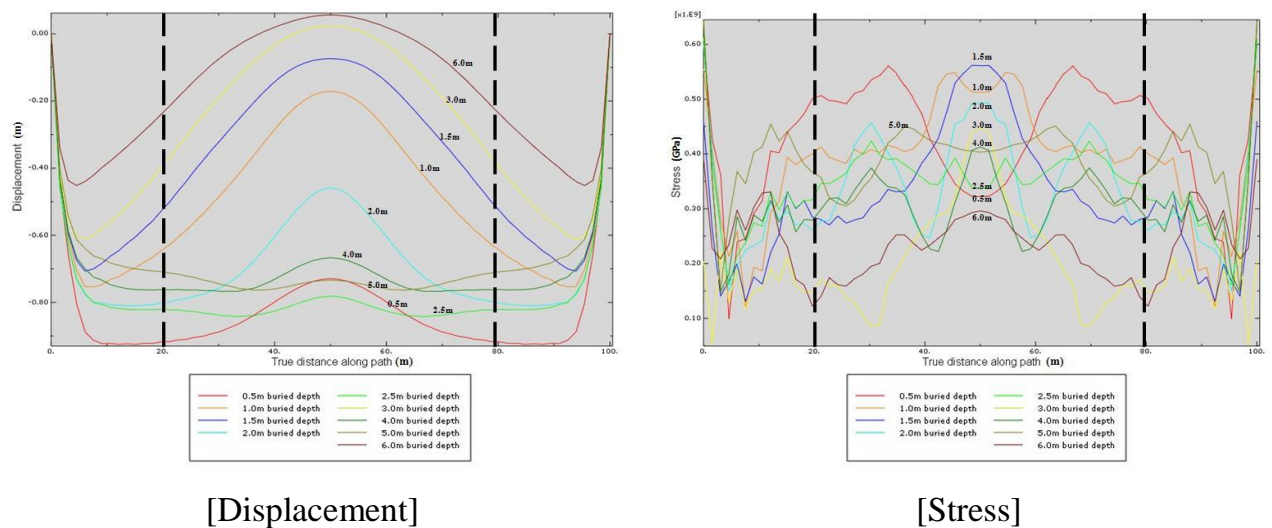 0.00
-0.20
-0.40
-0.60
-0.80
Displacement (m)
6.0m
3.0m
1.5m
1.0m
2.0m
4.0m
5.0m
0.5m
2.5m
0. 20. 40. 60. 80. 100.
True distance along path (m)
0.5m buried depth 2.5m buried depth
1.0m buried depth 3.0m buried depth
1.5m buried depth 4.0m buried depth
2.0m buried depth 5.0m buried depth
6.0m buried depth
[Displacement]
[x1.E9]
0.60
0.50
0.40
0.30
0.20
0.10
Stress (GPa)
1.5m
1.0m
2.0m
5.0m
3.0m
4.0m
2.5m
0.5m
6.0m
0. 20. 40. 60. 80. 100.
True distance along path (m)
0.5m buried depth 2.5m buried depth
1.0m buried depth 3.0m buried depth
1.5m buried depth 4.0m buried depth
2.0m buried depth 5.0m buried depth
6.0m buried depth
[Stress]